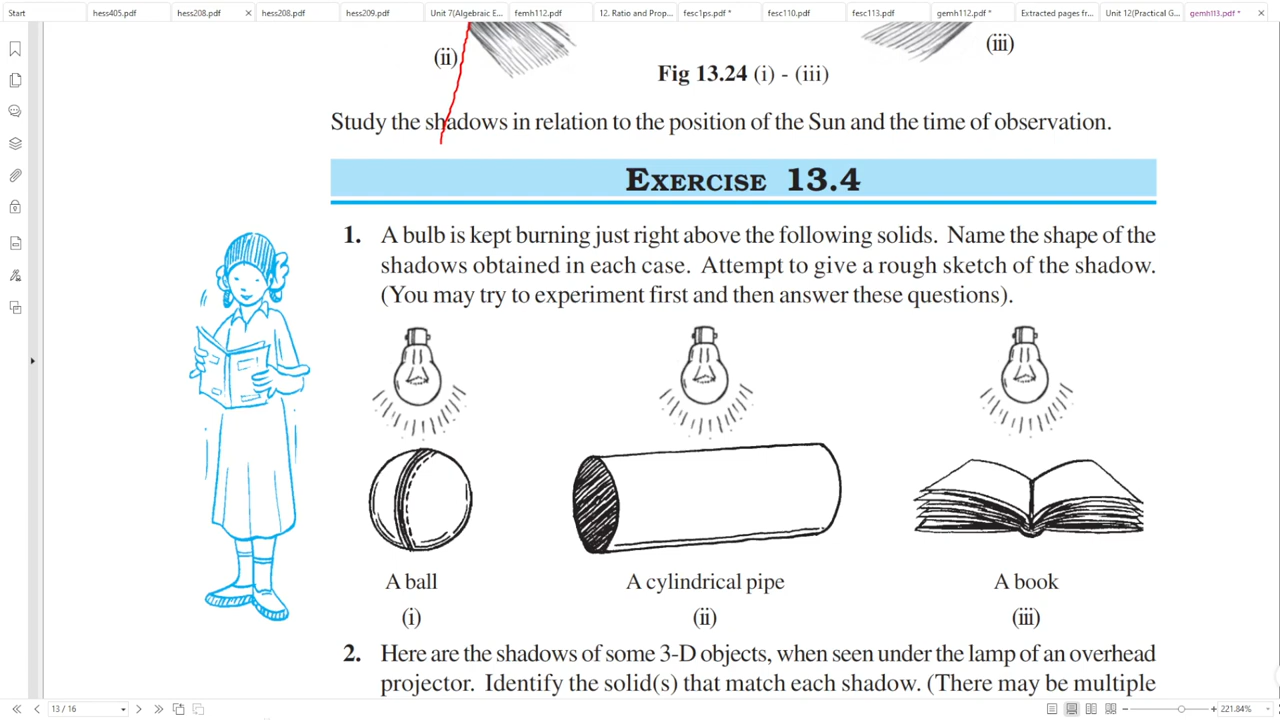 Start hess405.pdf hess208.pdf hess208.pdf hess209.pdf Unit 7(Algebraic E... femh112.pdf 12. Ratio and Prop... fesc1ps.pdf * fesc110.pdf fesc113.pdf gemh112.pdf * Extracted pages fr... Unit 12(Practical G... gemh113.pdf *
(ii)
(iii)
Fig 13.24 (i) - (iii)
Study the shadows in relation to the position of the Sun and the time of observation.
EXERCISE 13.4
1. A bulb is kept burning just right above the following solids. Name the shape of the
shadows obtained in each case. Attempt to give a rough sketch of the shadow.
(You may try to experiment first and then answer these questions).
A ball A cylindrical pipe A book
(i) (ii) (iii)
2. Here are the shadows of some 3-D objects, when seen under the lamp of an overhead
projector. Identify the solid(s) that match each shadow. (There may be multiple
13 / 16 221.84%